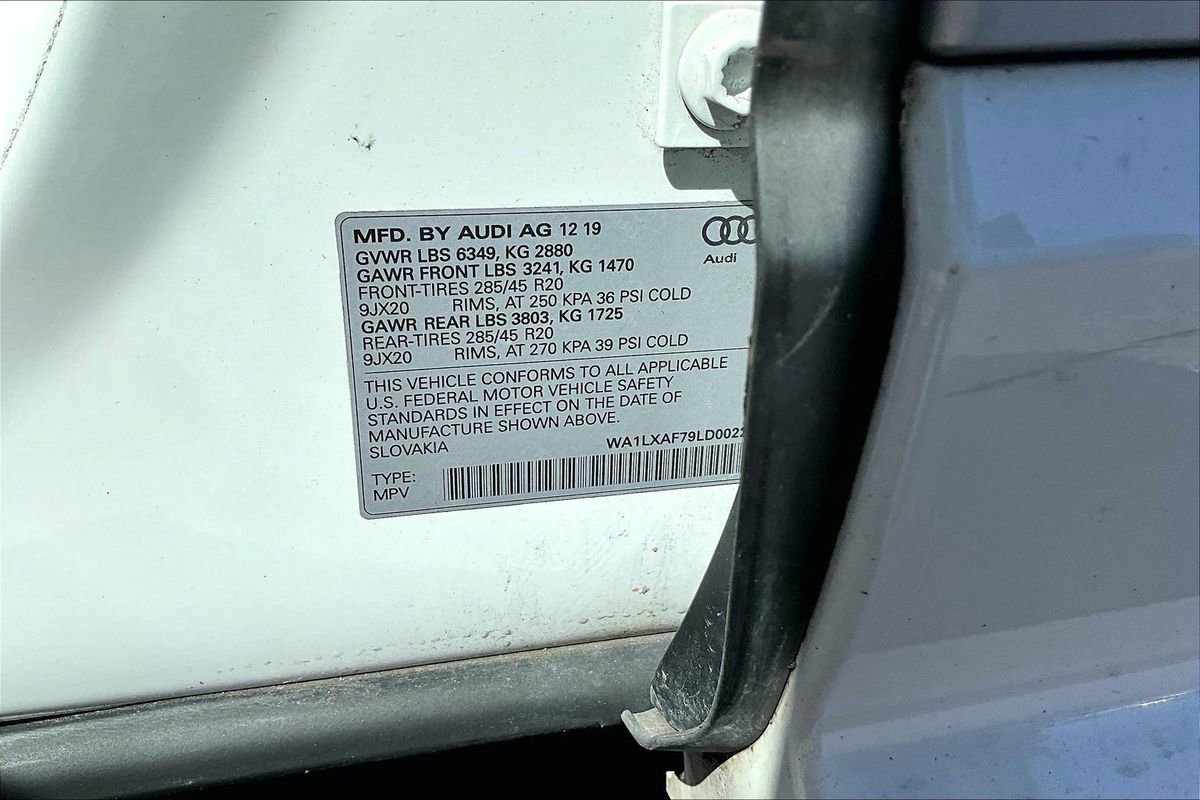 MFD. BY AUDI AG 12 19
GVWR LBS 6349, KG 2880
GAWR FRONT LBS 3241, KG 1470
FRONT-TIRES 285/45 R20
9JX20 RIMS, AT 250 KPA 36 PSI COLD
GAWR REAR LBS 3803, KG 1725
REAR-TIRES 285/45 R20
9JX20 RIMS, AT 270 KPA 39 PSI COLD
Audi
THIS VEHICLE CONFORMS TO ALL APPLICABLE
U.S. FEDERAL MOTOR VEHICLE SAFETY
STANDARDS IN EFFECT ON THE DATE OF
MANUFACTURE SHOWN ABOVE.
SLOVAKIA
WA1LXAF79LD0022
TYPE:
MPV